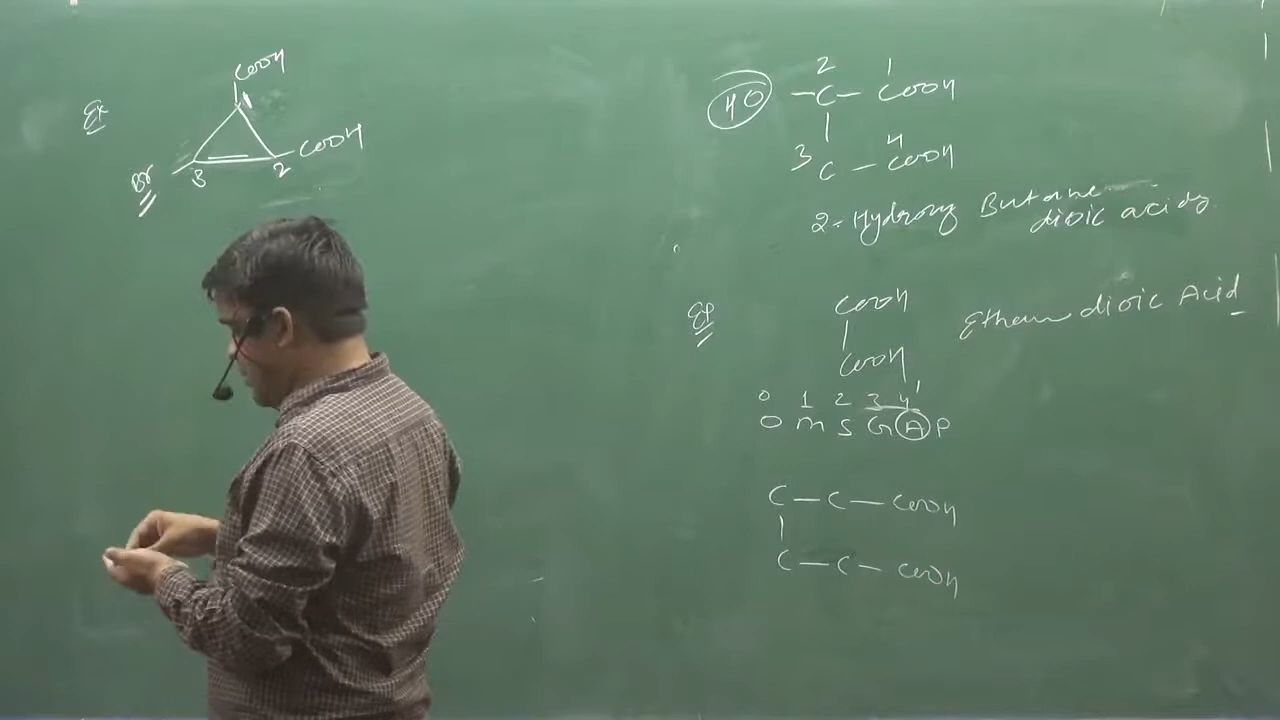 Ex
COOH
1
COOH
Br 3 2
2 1
HO -C- COOH
4
3 C - COOH
2-Hydroxy Butane
dioic acids
Ex
COOH
COOH
Ethane dioic Acid
0 1 2 3 4
O M S G A P
C - C - COOH
C - C - COOH